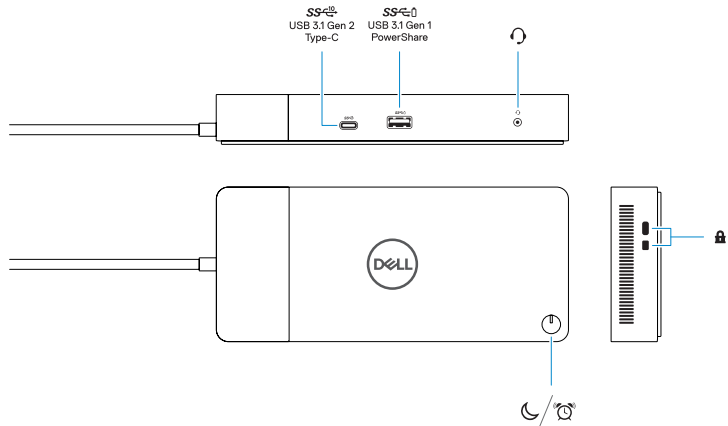 SS 10
USB 3.1 Gen 2
Type-C
SS
USB 3.1 Gen 1
PowerShare
DELL